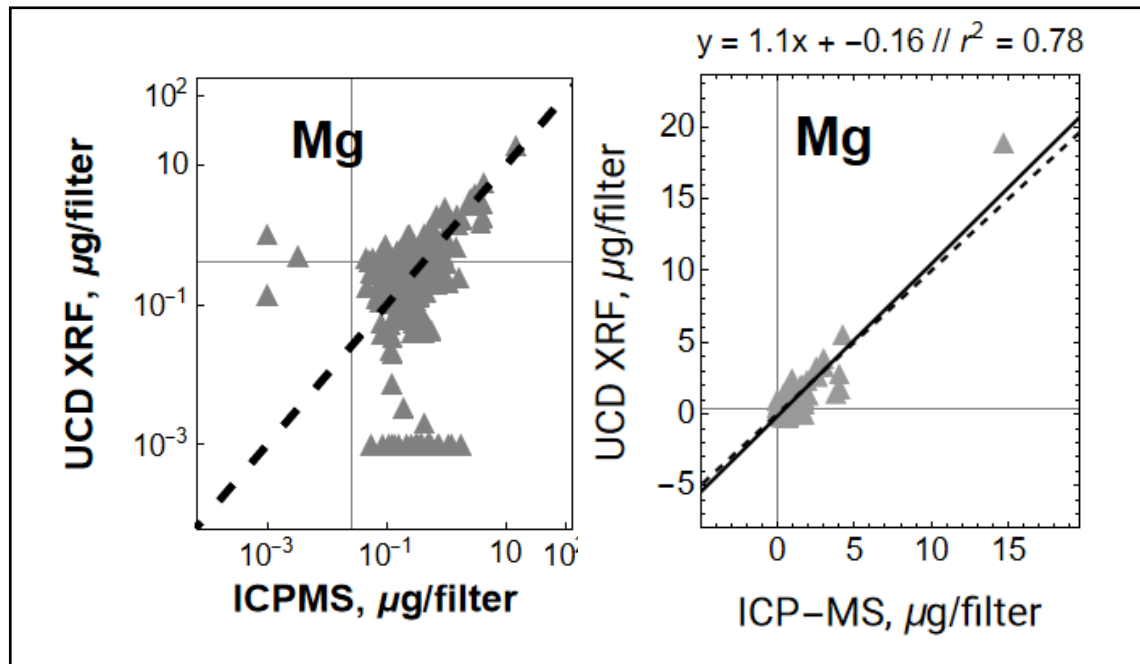 Mg
UCD XRF, µg/filter
10²
10
10⁻¹
10⁻³
10⁻³
10⁻¹
10
10²
ICPMS, µg/filter
y = 1.1x + −0.16 // r² = 0.78
Mg
UCD XRF, µg/filter
20
15
10
5
0
−5
0
5
10
15
ICP−MS, µg/filter